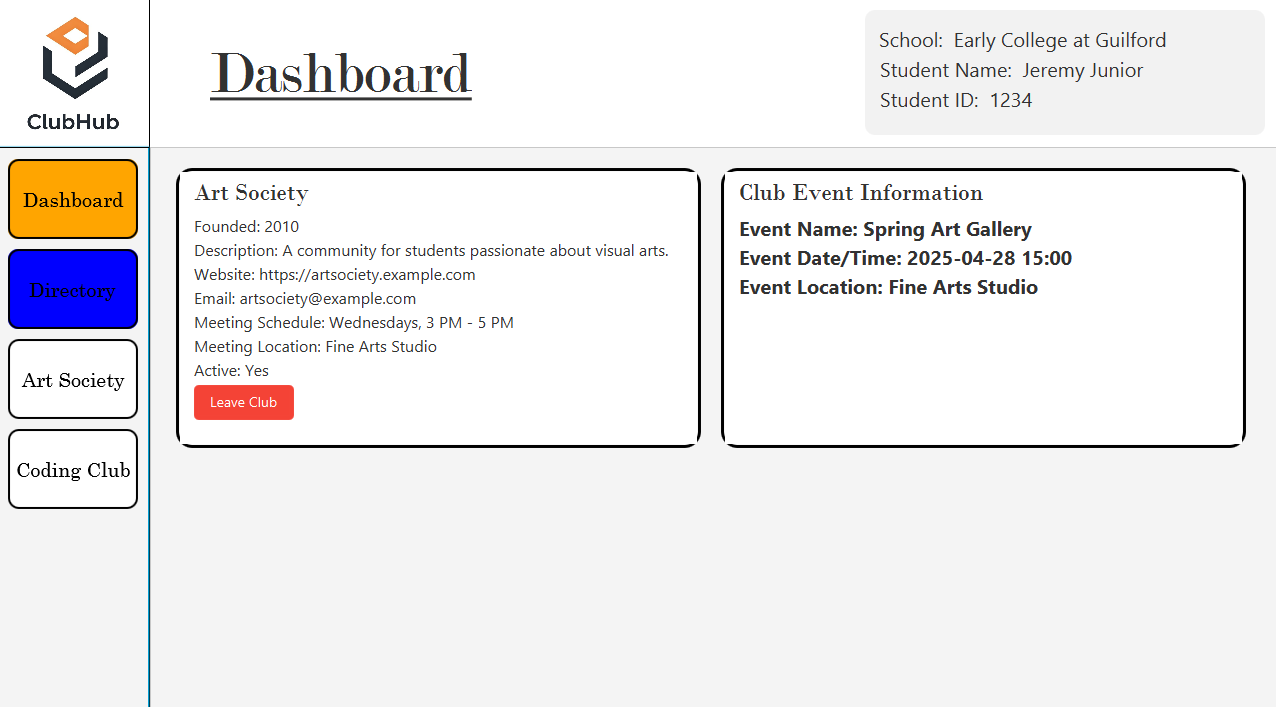 ClubHub
Dashboard
School: Early College at Guilford
Student Name: Jeremy Junior
Student ID: 1234
Dashboard
Directory
Art Society
Coding Club
Art Society
Founded: 2010
Description: A community for students passionate about visual arts.
Website: https://artsociety.example.com
Email: artsociety@example.com
Meeting Schedule: Wednesdays, 3 PM - 5 PM
Meeting Location: Fine Arts Studio
Active: Yes
Leave Club
Club Event Information
Event Name: Spring Art Gallery
Event Date/Time: 2025-04-28 15:00
Event Location: Fine Arts Studio